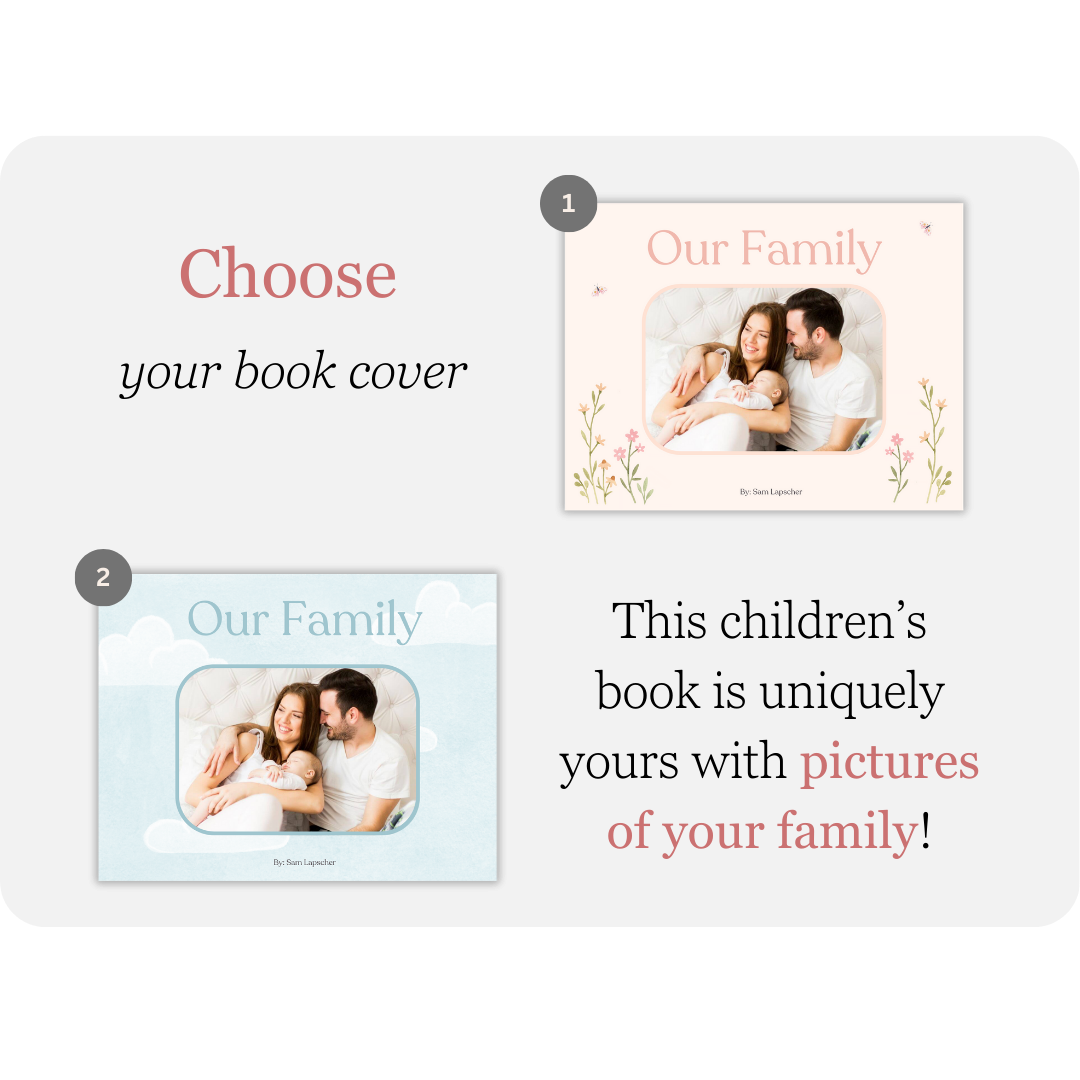 Choose
your book cover
1
Our Family
By: Sam Lapscher
2
Our Family
By: Sam Lapscher
This children’s
book is uniquely
yours with pictures
of your family!